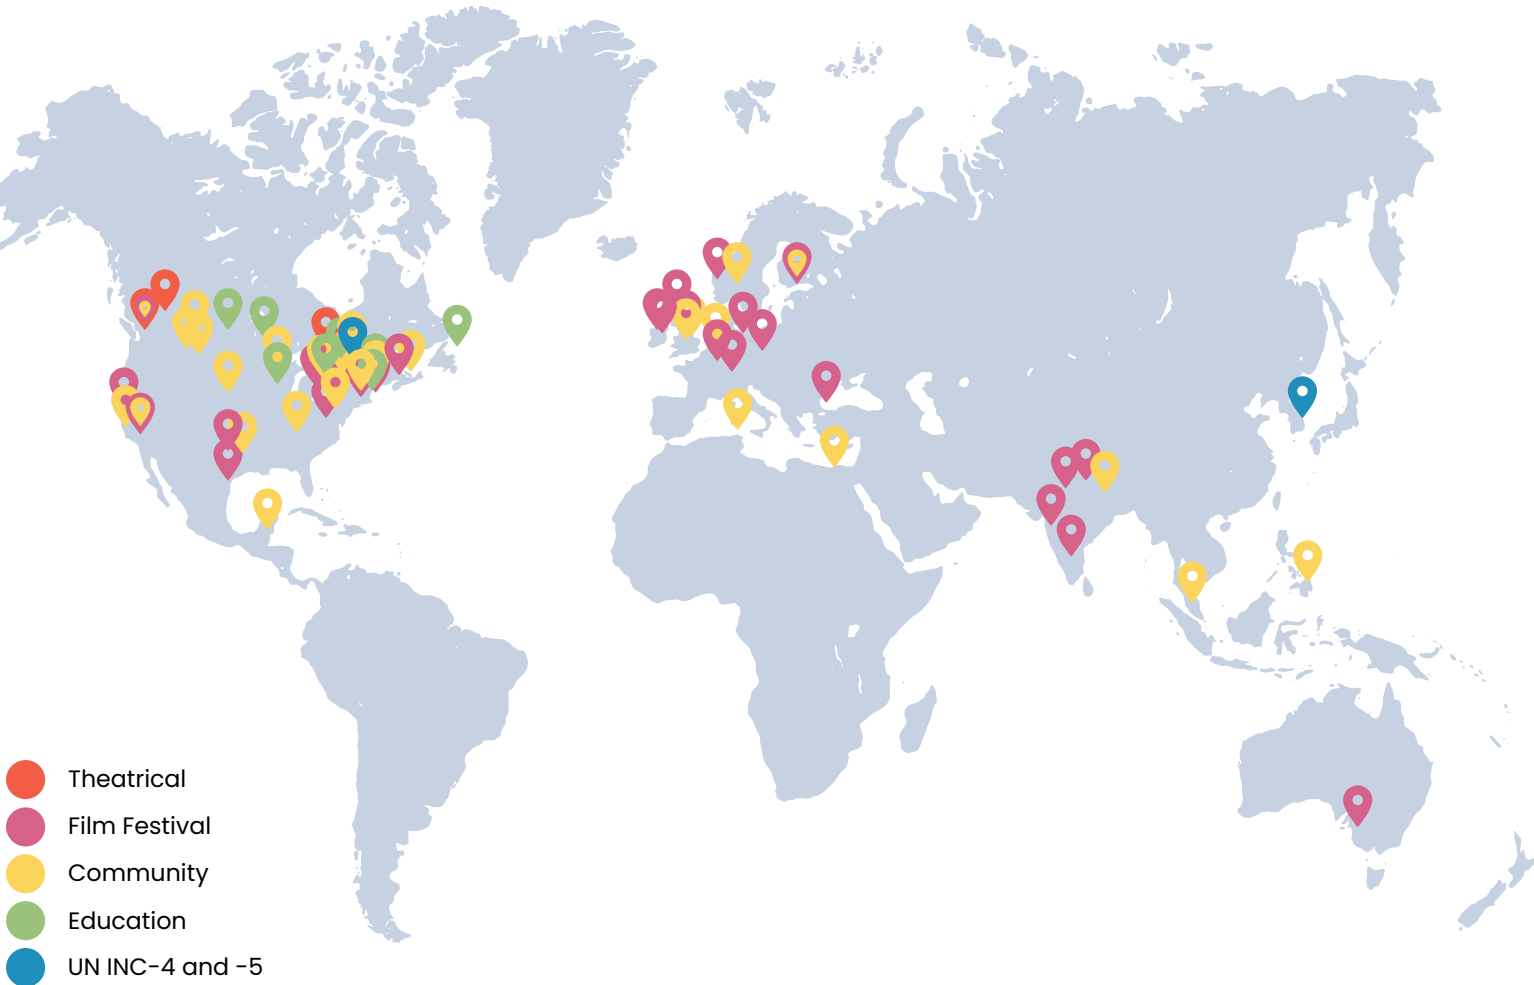 Theatrical
Film Festival
Community
Education
UN INC-4 and -5